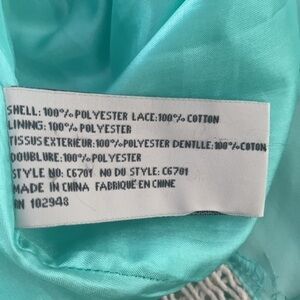 SHELL: 100% POLYESTER LACE: 100% COTTON
LINING: 100% POLYESTER
TISSUS EXTERIEUR: 100% POLYESTER DENTLLE: 100% COTON
DOUBLURE: 100% POLYESTER
STYLE NO: C6701 NO DU STYLE: C6701
MADE IN CHINA FABRIQUÉ EN CHINE
RN 102948